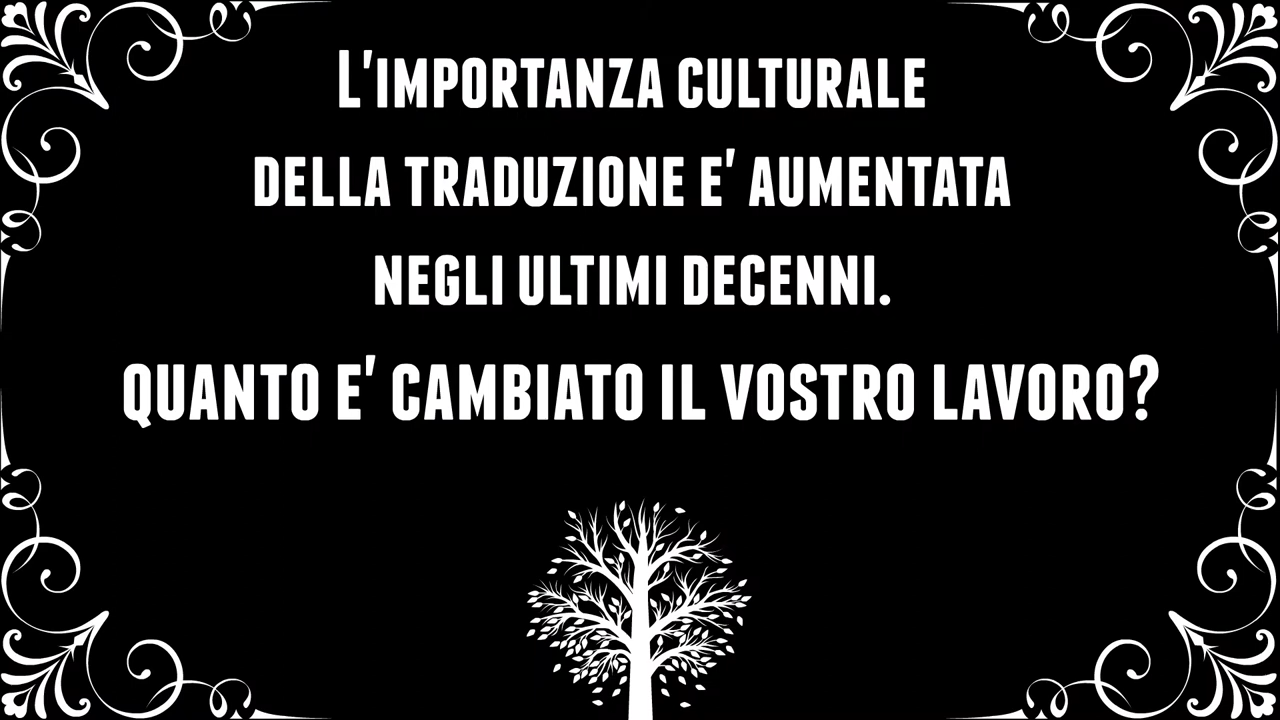 L'IMPORTANZA CULTURALE
DELLA TRADUZIONE E' AUMENTATA
NEGLI ULTIMI DECENNI.
QUANTO E' CAMBIATO IL VOSTRO LAVORO?